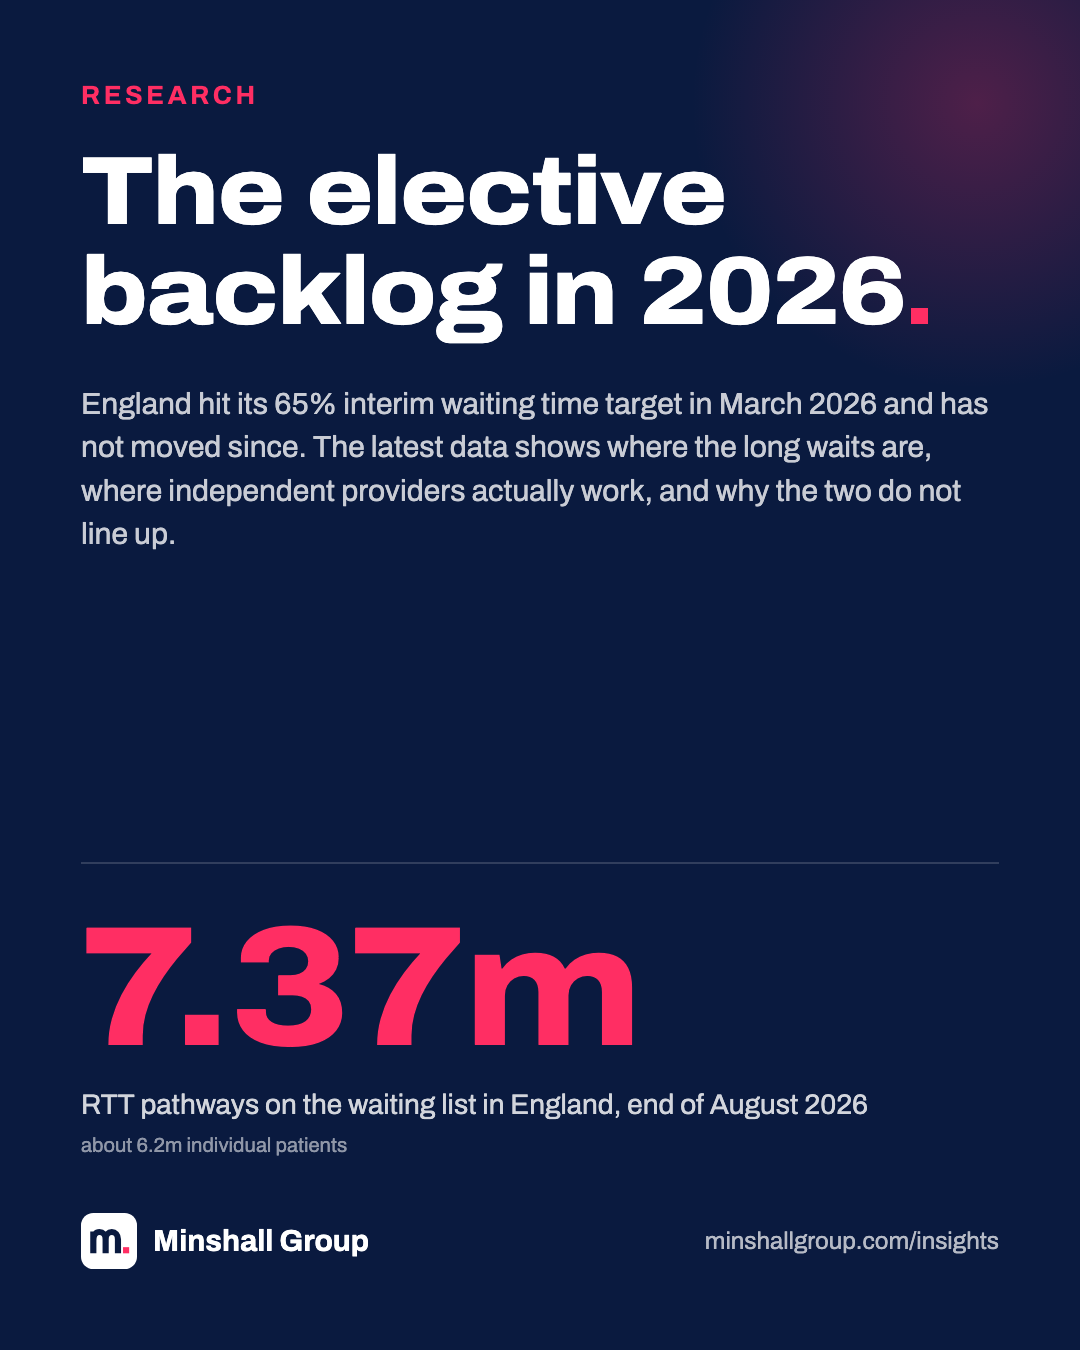 RESEARCH
The elective
backlog in 2026.
England hit its 65% interim waiting time target in March 2026 and has
not moved since. The latest data shows where the long waits are,
where independent providers actually work, and why the two do not
line up.
7.37m
RTT pathways on the waiting list in England, end of August 2026
about 6.2m individual patients
m.
Minshall Group
minshallgroup.com/insights